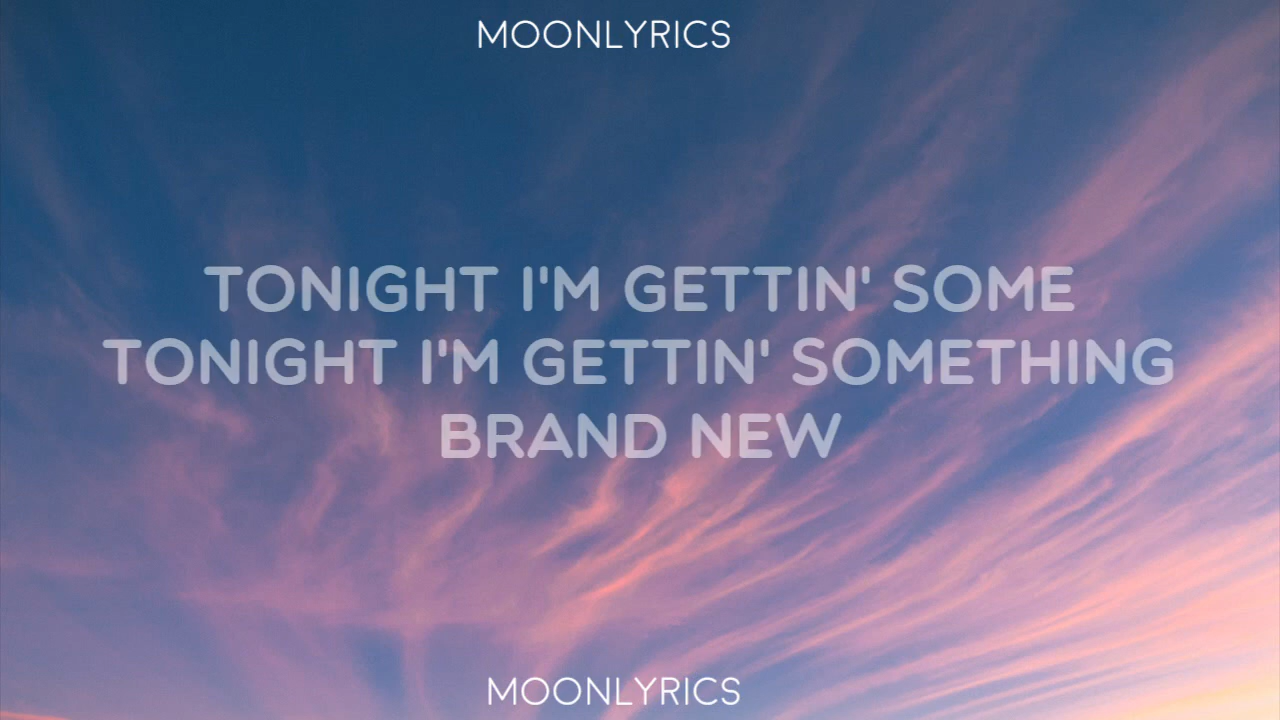 MOONLYRICS
TONIGHT I'M GETTIN' SOME
TONIGHT I'M GETTIN' SOMETHING
BRAND NEW
MOONLYRICS